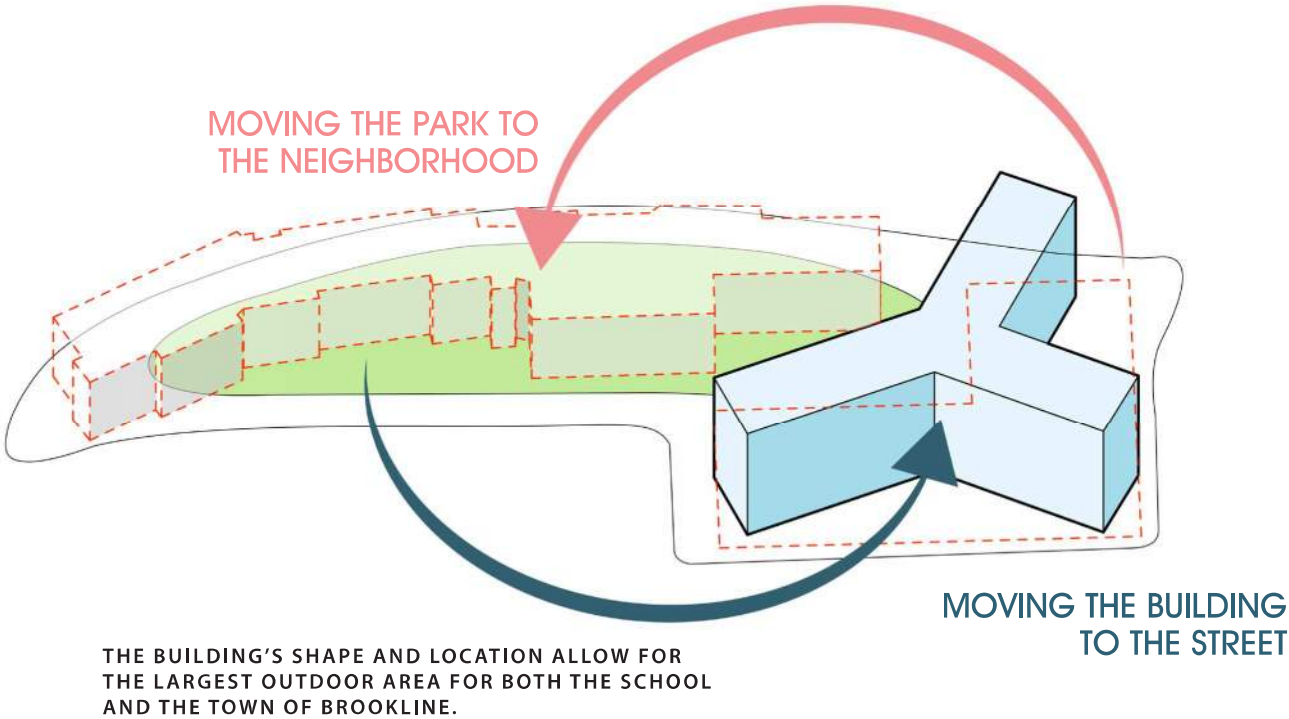 MOVING THE PARK TO
THE NEIGHBORHOOD
MOVING THE BUILDING
TO THE STREET
THE BUILDING'S SHAPE AND LOCATION ALLOW FOR
THE LARGEST OUTDOOR AREA FOR BOTH THE SCHOOL
AND THE TOWN OF BROOKLINE.